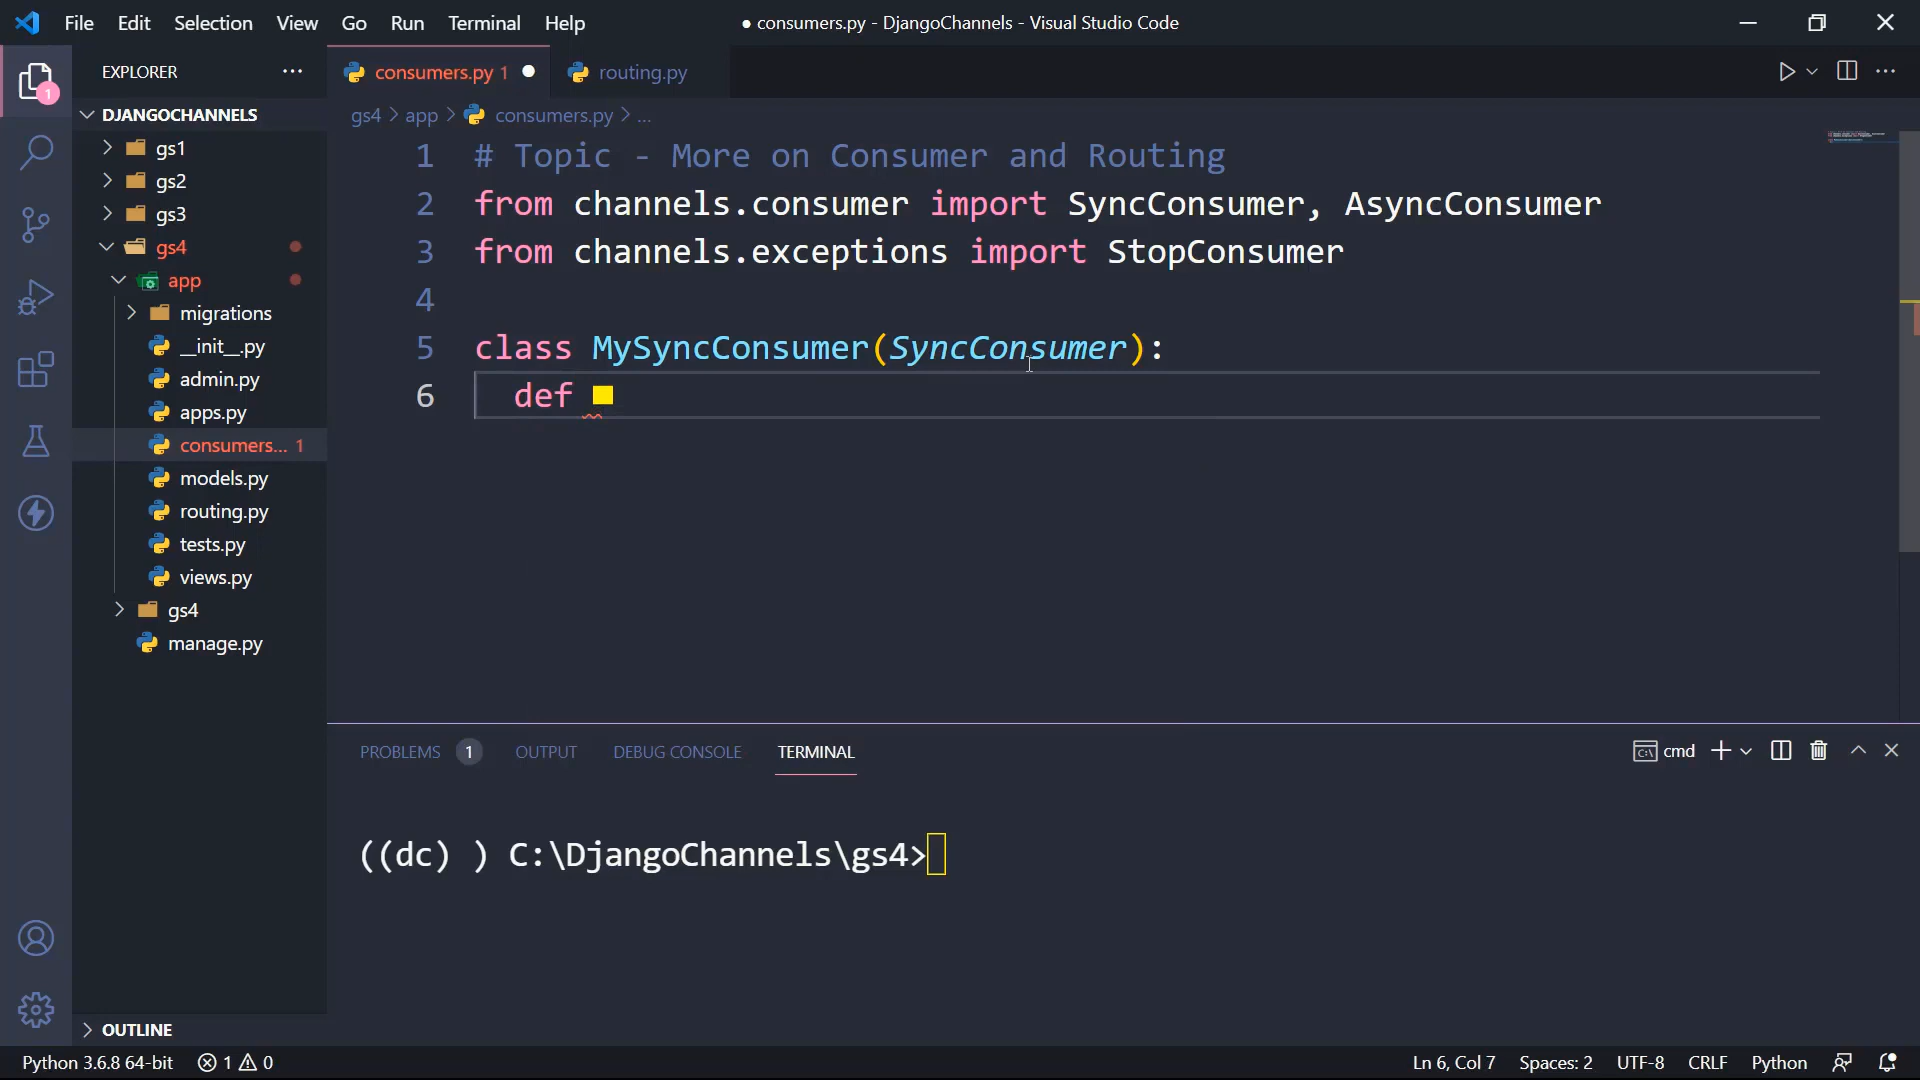 File Edit Selection View Go Run Terminal Help
● consumers.py - DjangoChannels - Visual Studio Code
EXPLORER
consumers.py 1
routing.py
1
DJANGOCHANNELS
gs4 > app > consumers.py > ...
gs1
gs2
gs3
gs4
app
migrations
__init__.py
admin.py
apps.py
consumers... 1
models.py
routing.py
tests.py
views.py
gs4
manage.py
OUTLINE
1 # Topic - More on Consumer and Routing
2 from channels.consumer import SyncConsumer, AsyncConsumer
3 from channels.exceptions import StopConsumer
4
5 class MySyncConsumer(SyncConsumer):
6 def
PROBLEMS 1 OUTPUT DEBUG CONSOLE TERMINAL
cmd
((dc) ) C:\DjangoChannels\gs4>
Python 3.6.8 64-bit 1 0
Ln 6, Col 7 Spaces: 2 UTF-8 CRLF Python